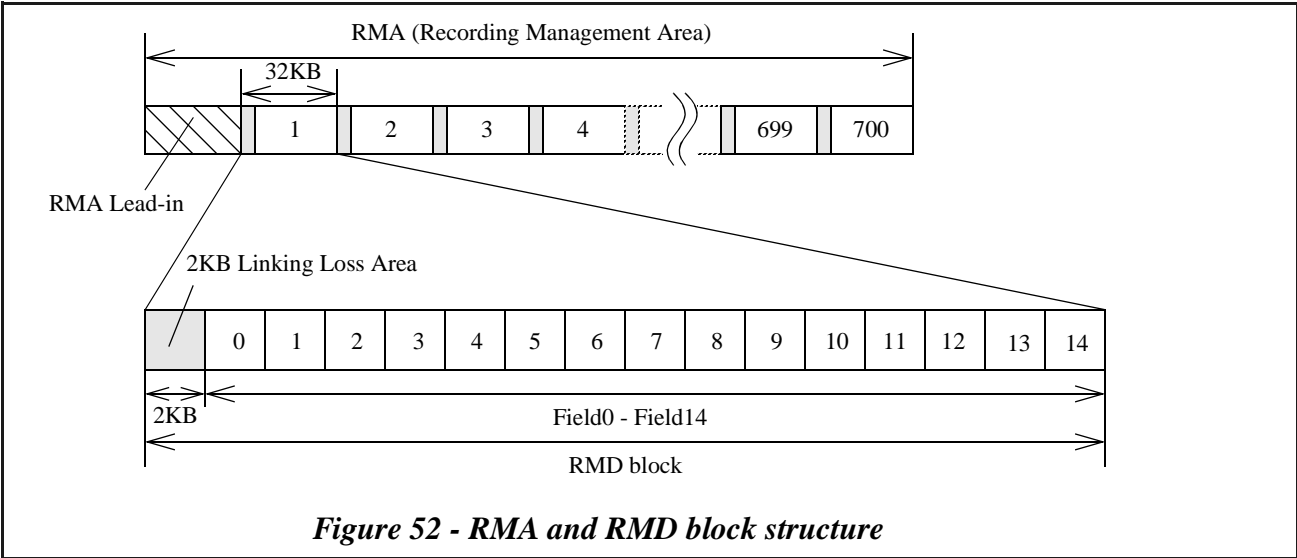 RMA (Recording Management Area)
32KB
1 2 3 4 699 700
RMA Lead-in
2KB Linking Loss Area
0 1 2 3 4 5 6 7 8 9 10 11 12 13 14
2KB
Field0 - Field14
RMD block
Figure 52 - RMA and RMD block structure